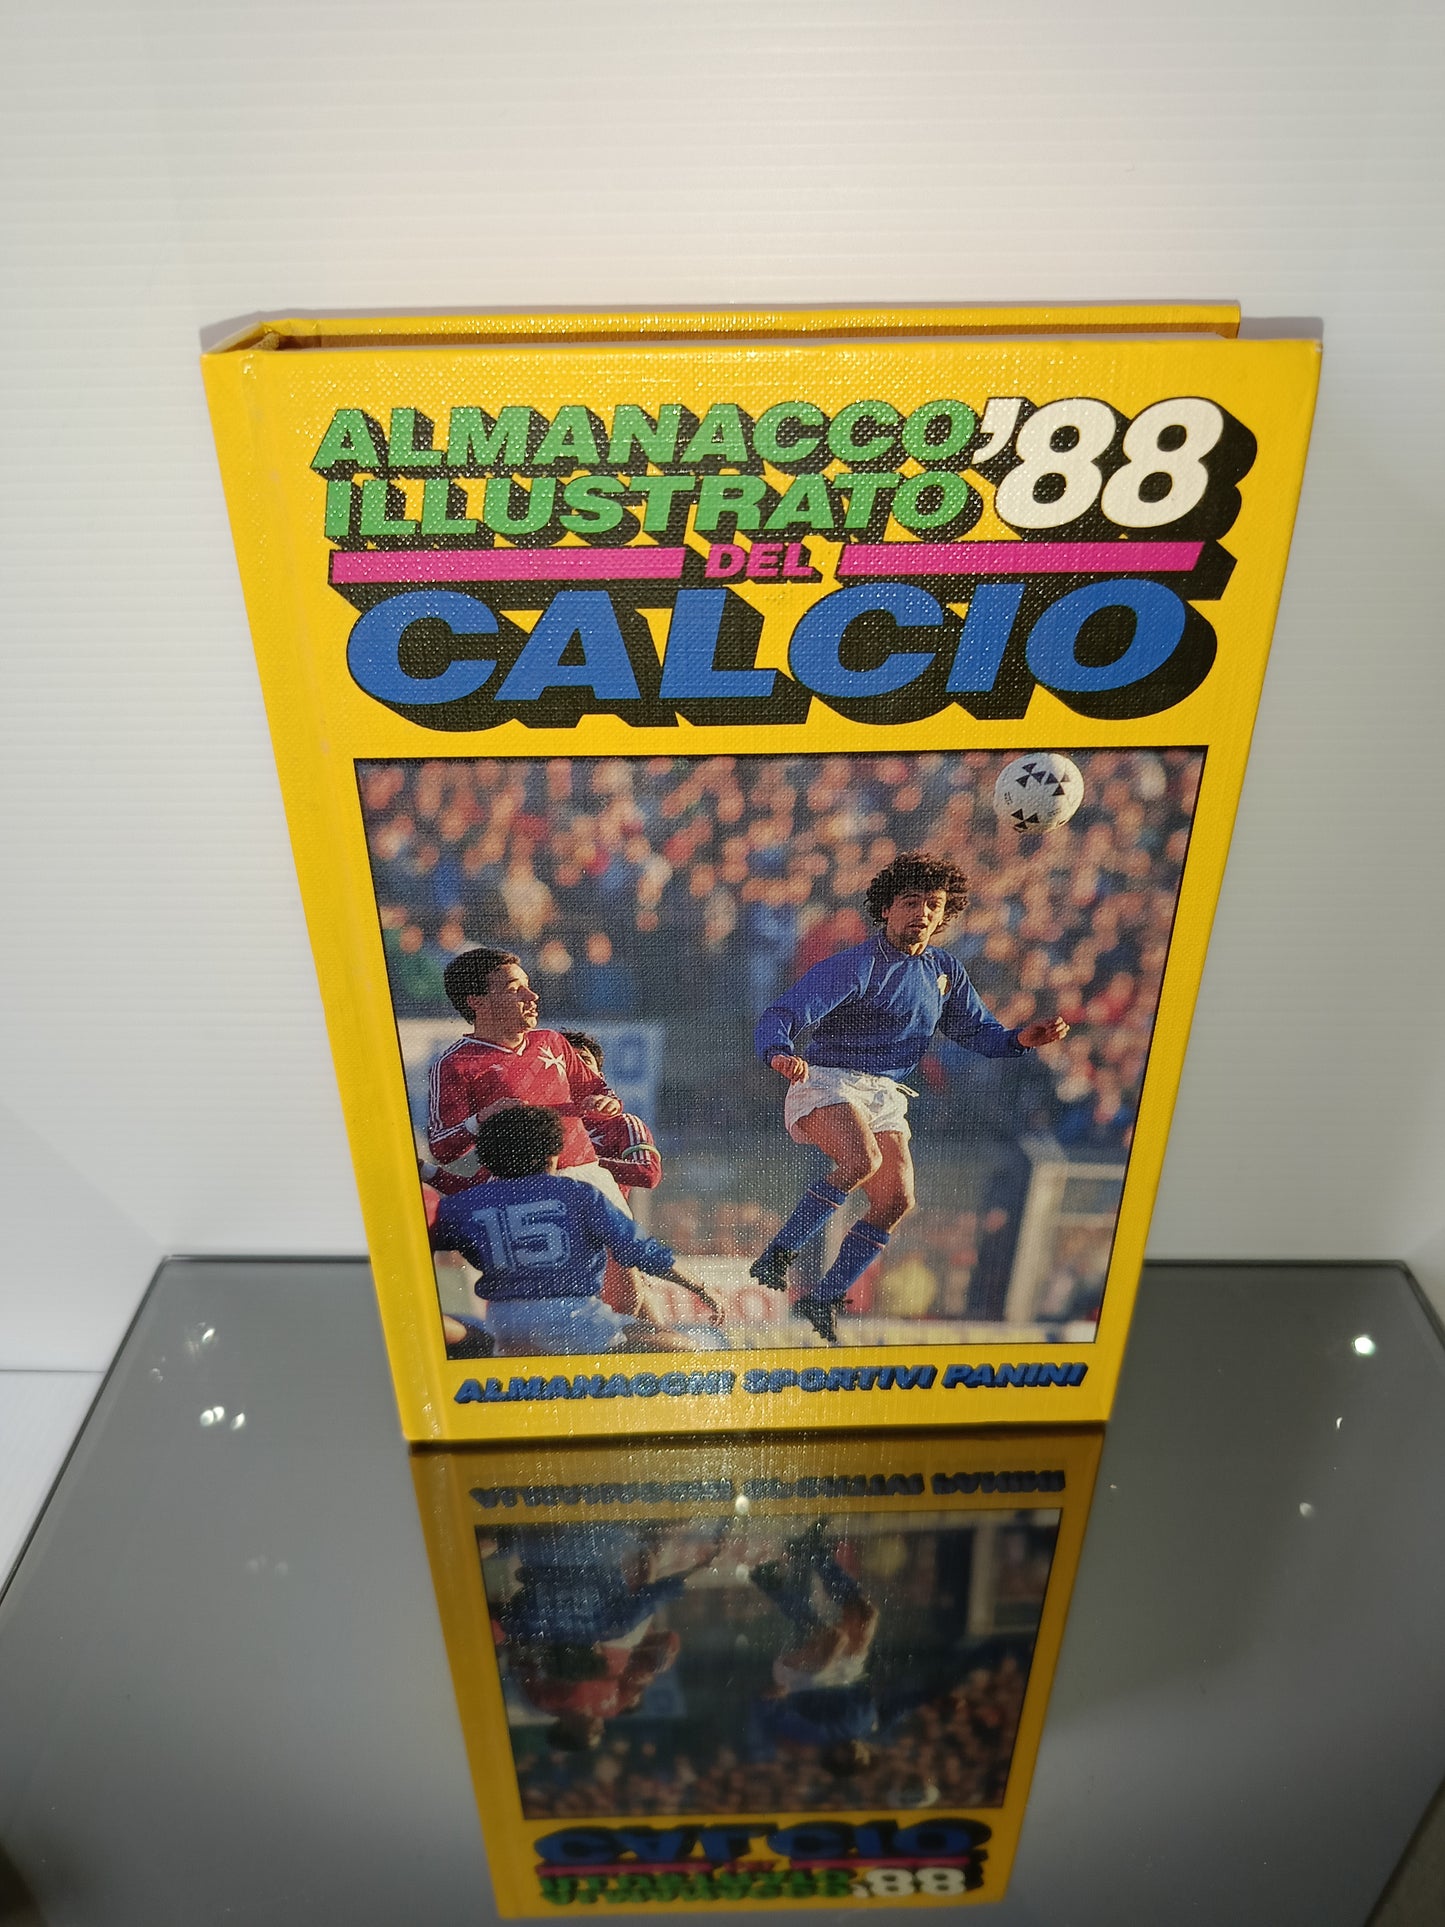 ALMANACCO '88
ILLUSTRATO
DEL
CALCIO
15
ALMANACCHI SPORTIVI PANINI